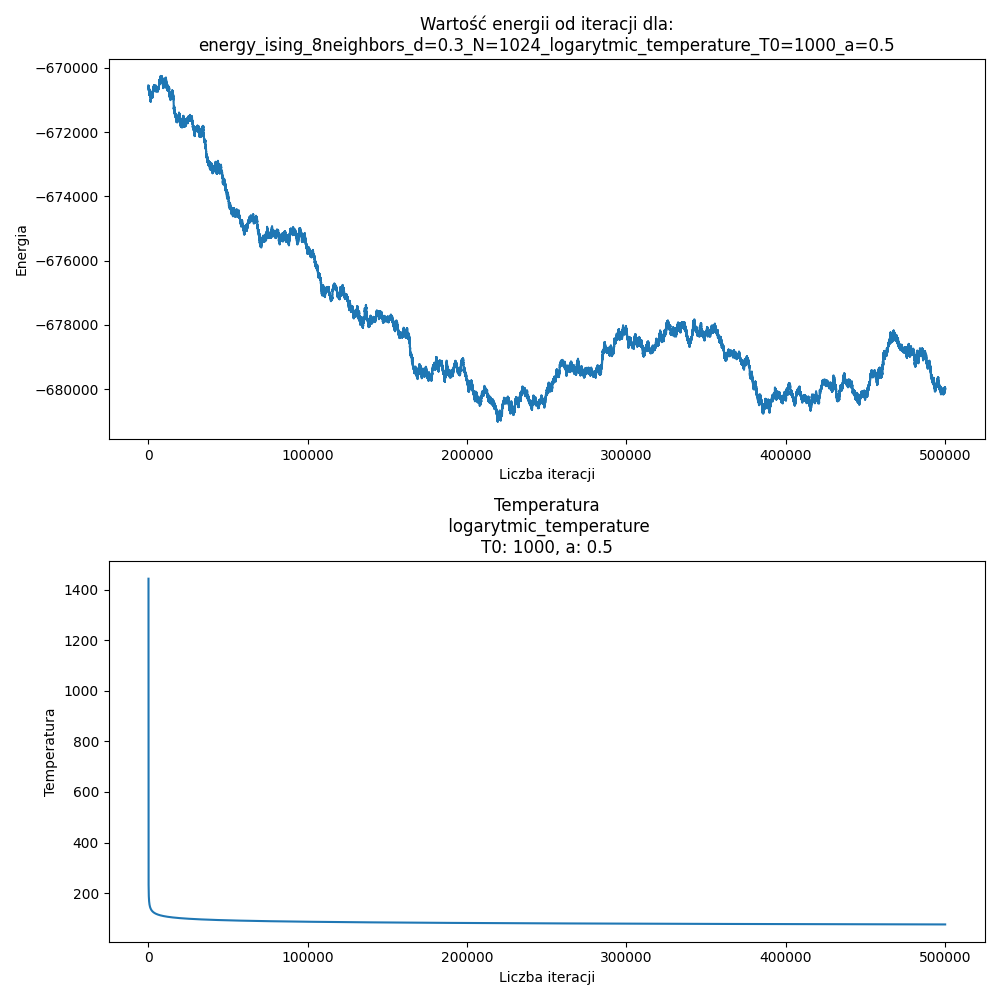 Wartość energii od iteracji dla:
energy_ising_8neighbors_d=0.3_N=1024_logarytmic_temperature_T0=1000_a=0.5
−670000
−672000
−674000
−676000
−678000
−680000
Energia
0
100000
200000
300000
400000
500000
Liczba iteracji
Temperatura
logarytmic_temperature
T0: 1000, a: 0.5
1400
1200
1000
800
600
400
200
Temperatura
0
100000
200000
300000
400000
500000
Liczba iteracji